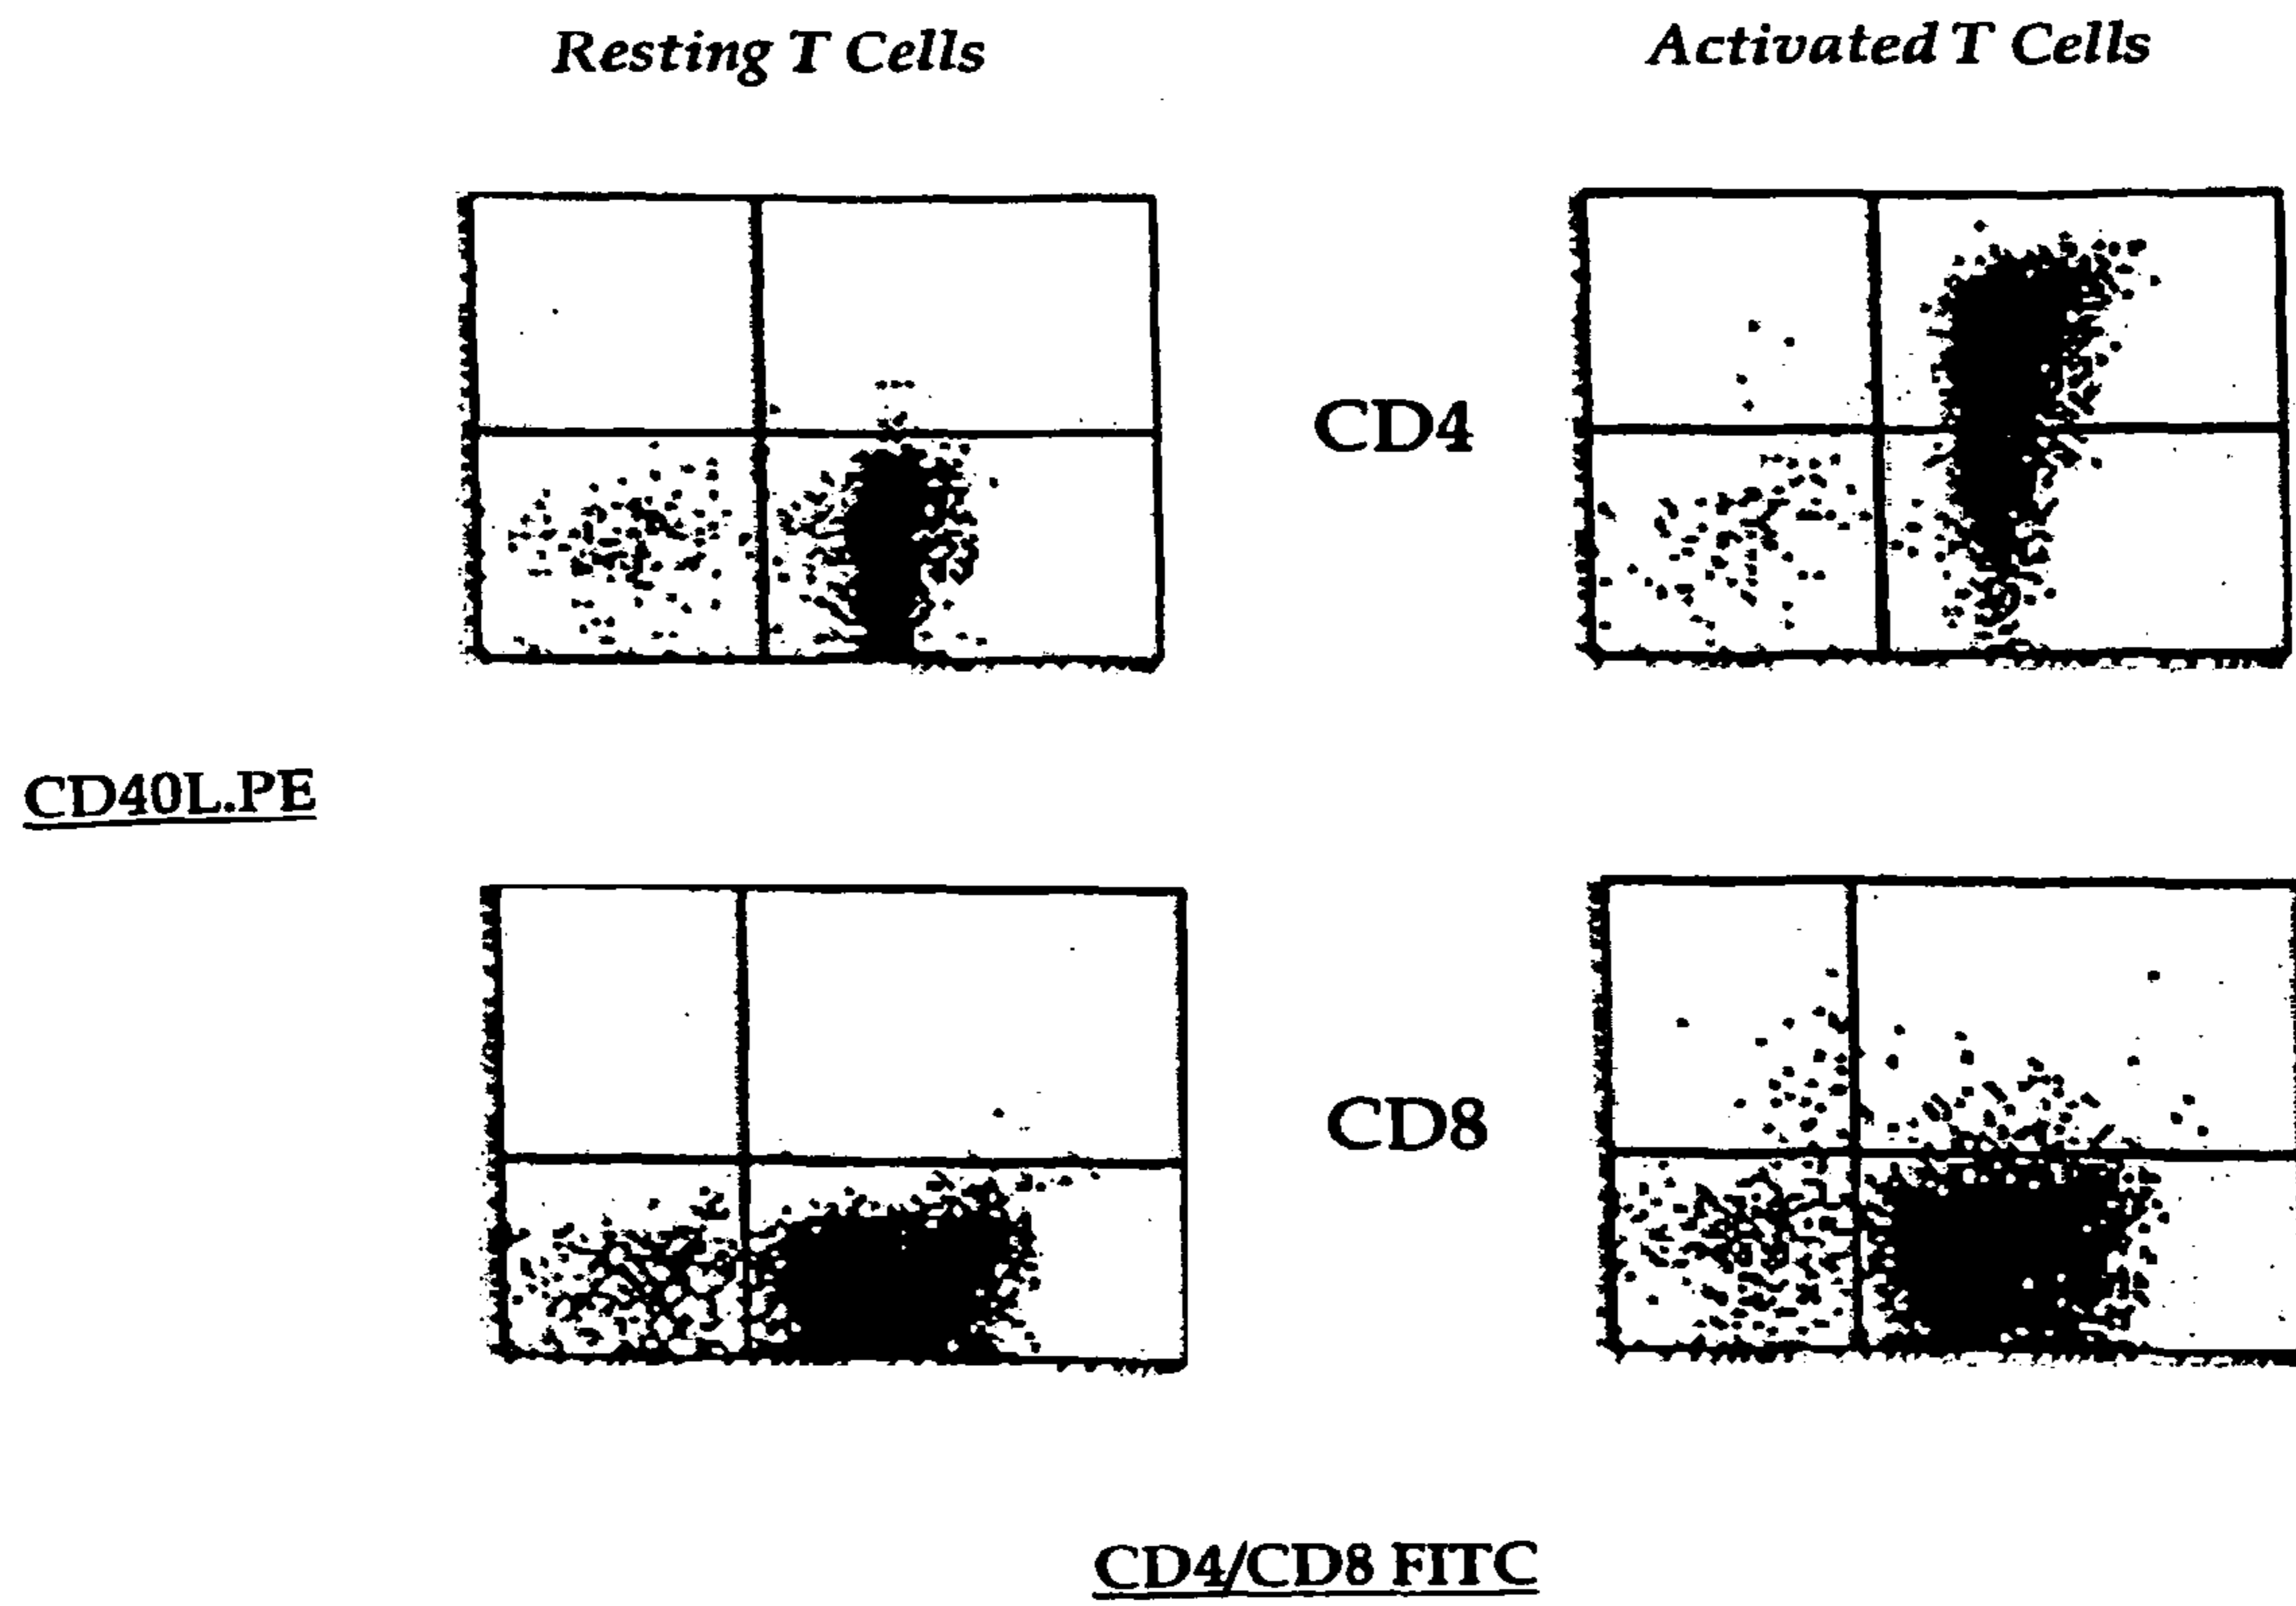 Resting T Cells
Activated T Cells
CD4
CD40L.PE
CD8
CD4/CD8 FITC